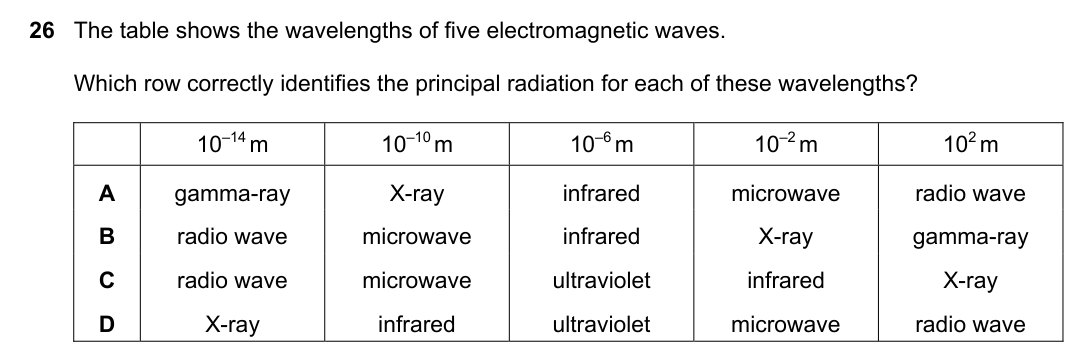 26 The table shows the wavelengths of five electromagnetic waves.
Which row correctly identifies the principal radiation for each of these wavelengths?
10⁻¹⁴ m 10⁻¹⁰ m 10⁻⁶ m 10⁻² m 10² m
A gamma-ray X-ray infrared microwave radio wave
B radio wave microwave infrared X-ray gamma-ray
C radio wave microwave ultraviolet infrared X-ray
D X-ray infrared ultraviolet microwave radio wave